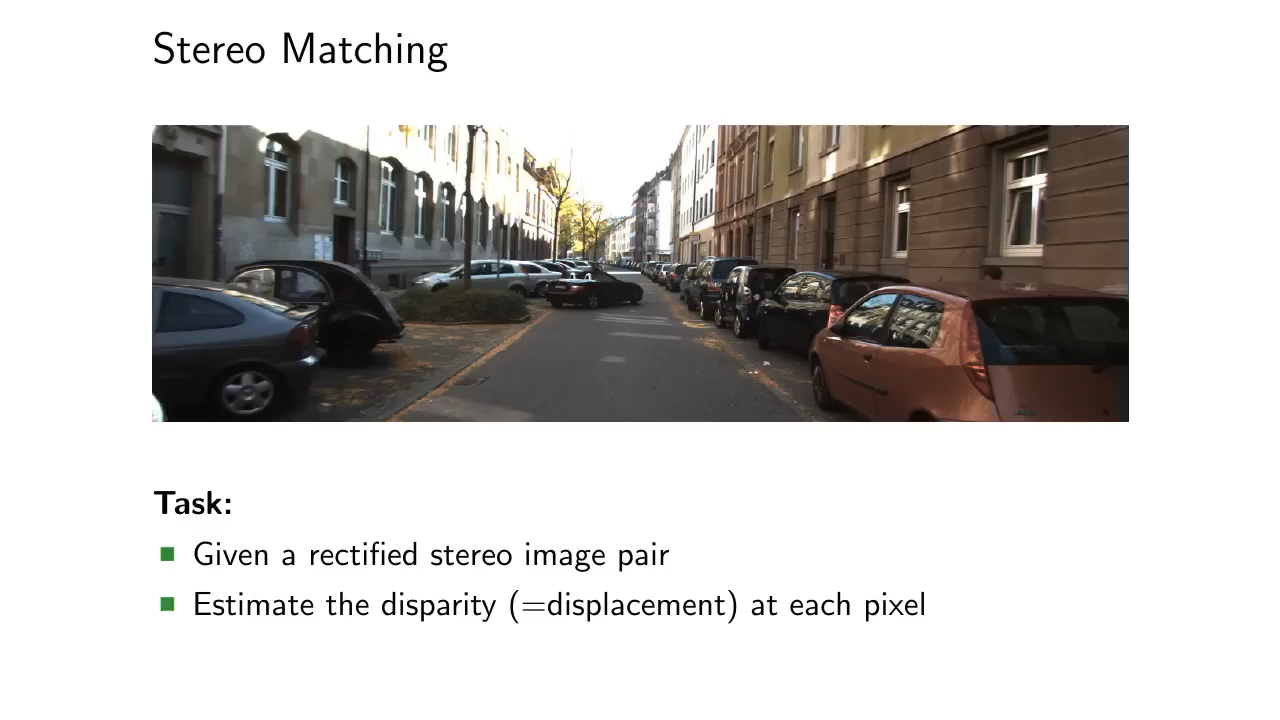 Stereo Matching
Task:
Given a rectified stereo image pair
Estimate the disparity (=displacement) at each pixel